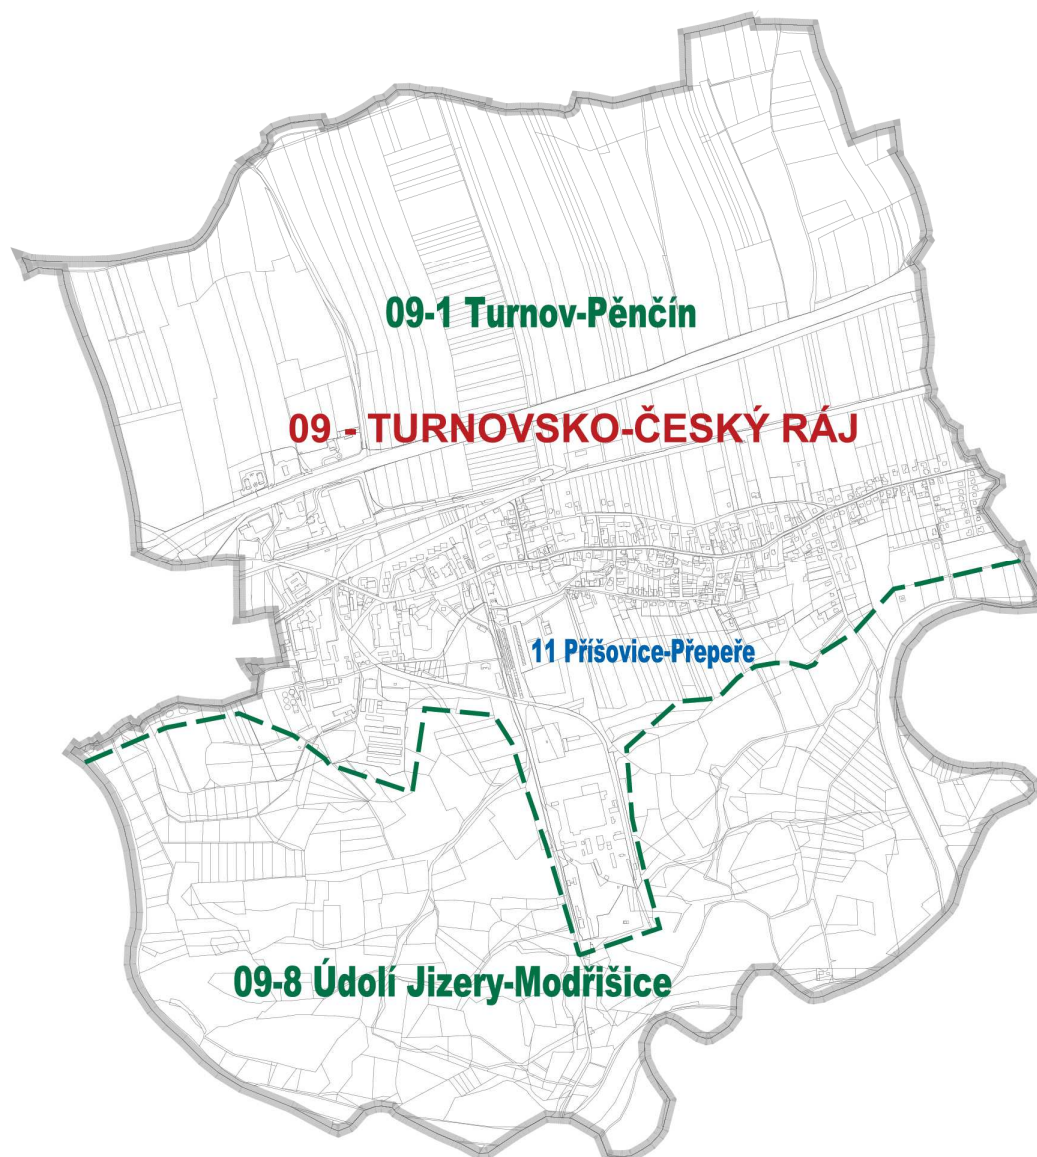 09-1 Turnov-Pěnčín
09 - TURNOVSKO-ČESKÝ RÁJ
11 Příšovice-Přepeře
09-8 Údolí Jizery-Modřišice